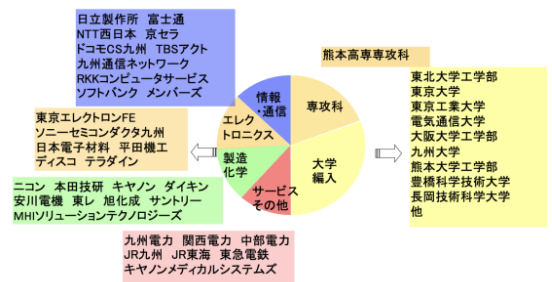 日立製作所 富士通
NTT西日本 京セラ
ドコモCS九州 TBSアクト
九州通信ネットワーク
RKKコンピュータサービス
ソフトバンク メンバーズ
熊本高専専攻科
東北大学工学部
東京大学
東京工業大学
電気通信大学
大阪大学工学部
九州大学
熊本大学工学部
豊橋科学技術大学
長岡技術科学大学
他
情報
・通信
専攻科
エレク
トロニクス
製造
化学
大学
編入
サービス
その他
東京エレクトロンFE
ソニーセミコンダクタ九州
日本電子材料 平田機工
ディスコ テラダイン
ニコン 本田技研 キヤノン ダイキン
安川電機 東レ 旭化成 サントリー
MHIソリューションテクノロジーズ
九州電力 関西電力 中部電力
JR九州 JR東海 東急電鉄
キヤノンメディカルシステムズ